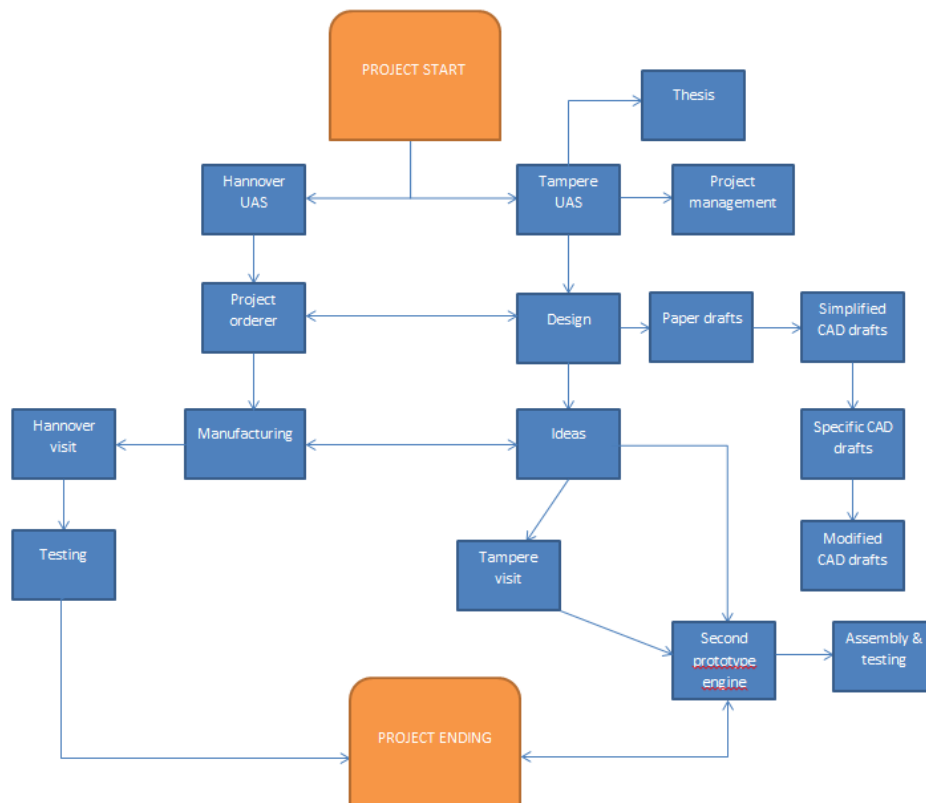 PROJECT START
Thesis
Hannover
UAS
Tampere
UAS
Project
management
Project
orderer
Design
Paper drafts
Simplified
CAD drafts
Hannover
visit
Manufacturing
Ideas
Specific CAD
drafts
Testing
Tampere
visit
Modified
CAD drafts
Second
prototype
engine
Assembly &
testing
PROJECT ENDING